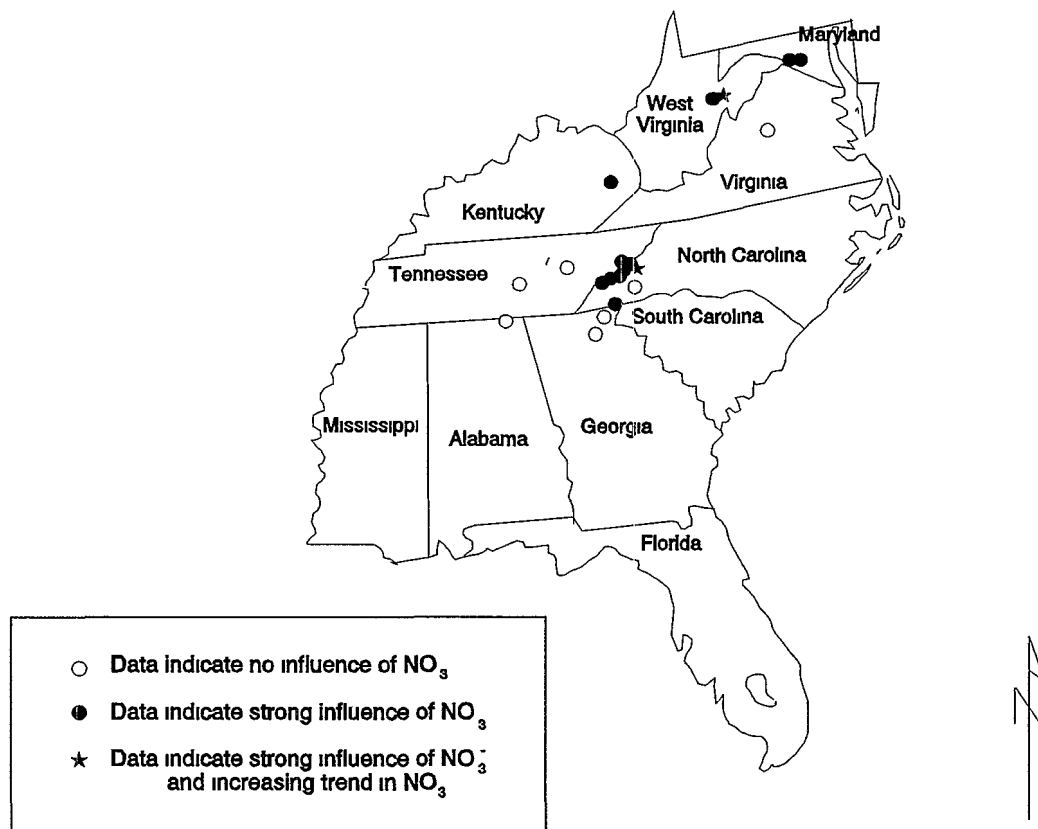 Maryland
West
Virginia
Virginia
Kentucky
North Carolina
Tennessee
South Carolina
Mississippi
Alabama
Georgia
Florida
Data indicate no influence of NO3
Data indicate strong influence of NO3
Data indicate strong influence of NO3-
and increasing trend in NO3
N